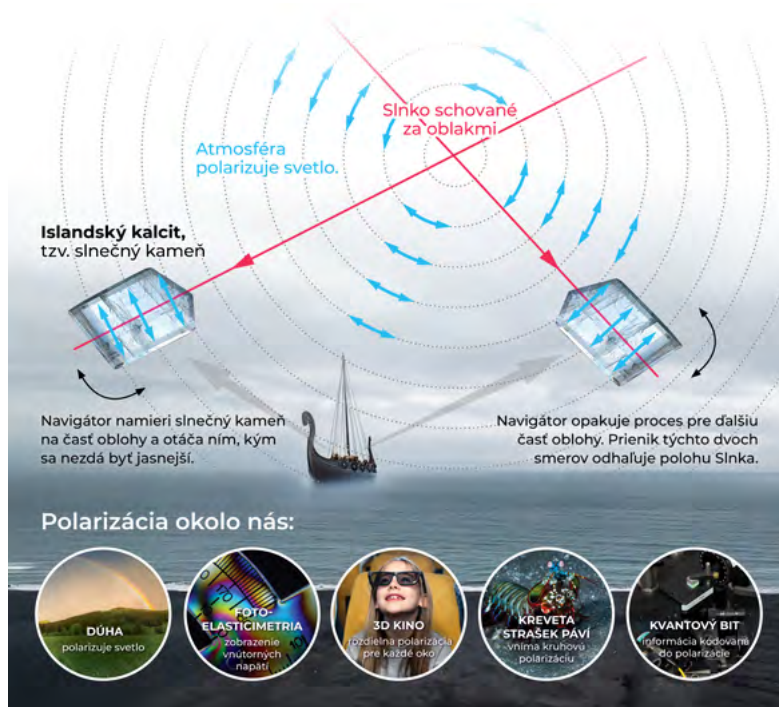 Slnko schované
za oblakmi
Atmosféra
polarizuje svetlo.
Islandský kalcit,
tzv. slnečný kameň
Navigátor namieri slnečný kameň
na časť oblohy a otáča ním, kým
sa nezdá byť jasnejší.
Navigátor opakuje proces pre ďalšiu
časť oblohy. Prienik týchto dvoch
smerov odhaľuje polohu Slnka.
Polarizácia okolo nás:
DÚHA
polarizuje svetlo
FOTO-
ELASTICIMETRIA
zobrazenie
vnútorných
napätí
3D KINO
rozdielna polarizácia
pre každé oko
KREVETA
STRAŠEK PÁVÍ
vníma kruhovú
polarizáciu
KVANTOVÝ BIT
informácia kódovaná
do polarizácie